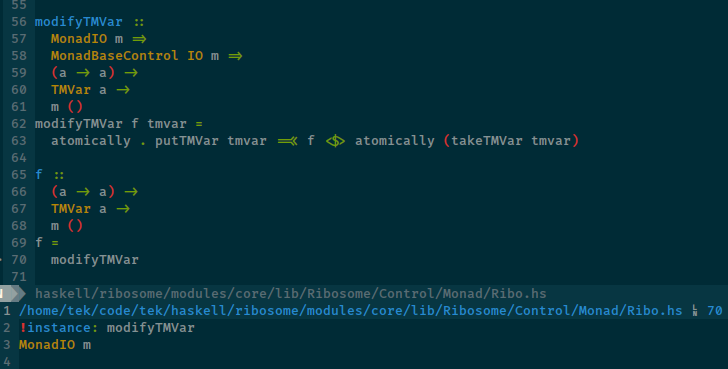 55
56 modifyTMVar ::
57   MonadIO m =>
58   MonadBaseControl IO m =>
59   (a -> a) ->
60   TMVar a ->
61   m ()
62 modifyTMVar f tmvar =
63   atomically . putTMVar tmvar =<< f <$> atomically (takeTMVar tmvar)
64
65 f ::
66   (a -> a) ->
67   TMVar a ->
68   m ()
69 f =
70   modifyTMVar
71
haskell/ribosome/modules/core/lib/Ribosome/Control/Monad/Ribo.hs
1 /home/tek/code/tek/haskell/ribosome/modules/core/lib/Ribosome/Control/Monad/Ribo.hs ␤ 70
2 !instance: modifyTMVar
3 MonadIO m
4